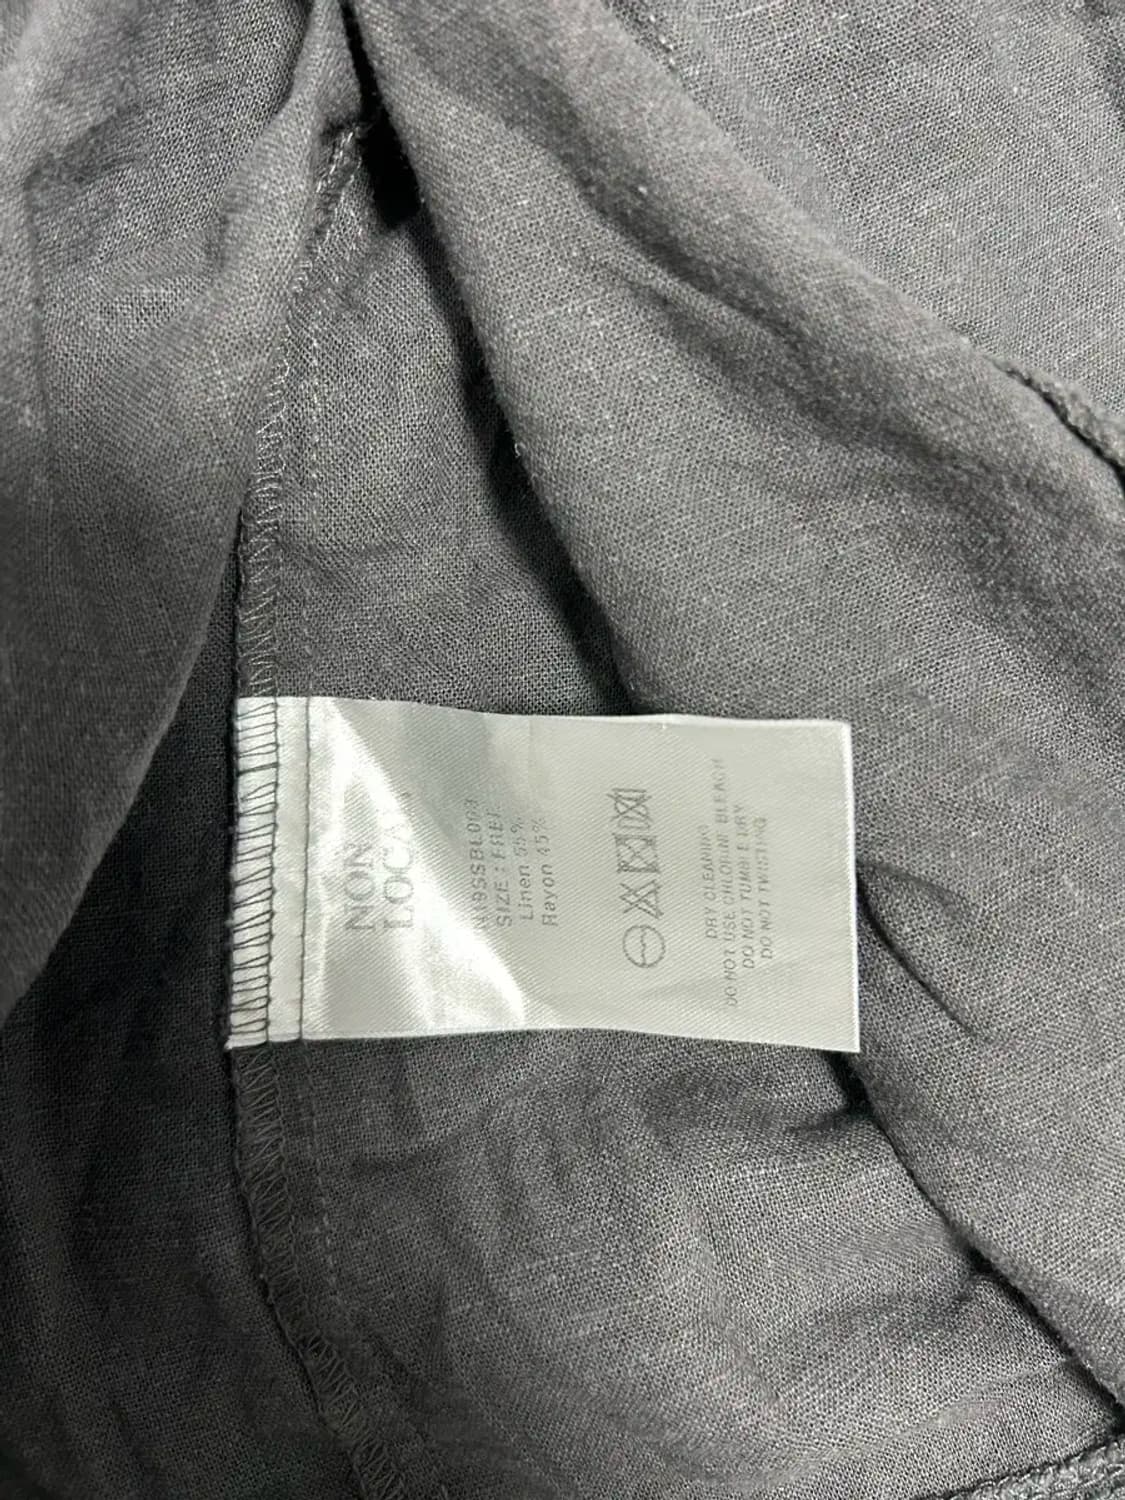 NON
LOCAL
SIZE : FREE
Linen 55%
Rayon 45%
DRY CLEANING
DO NOT USE CHLORINE BLEACH
DO NOT TUMBLE DRY
DO NOT TWISTING